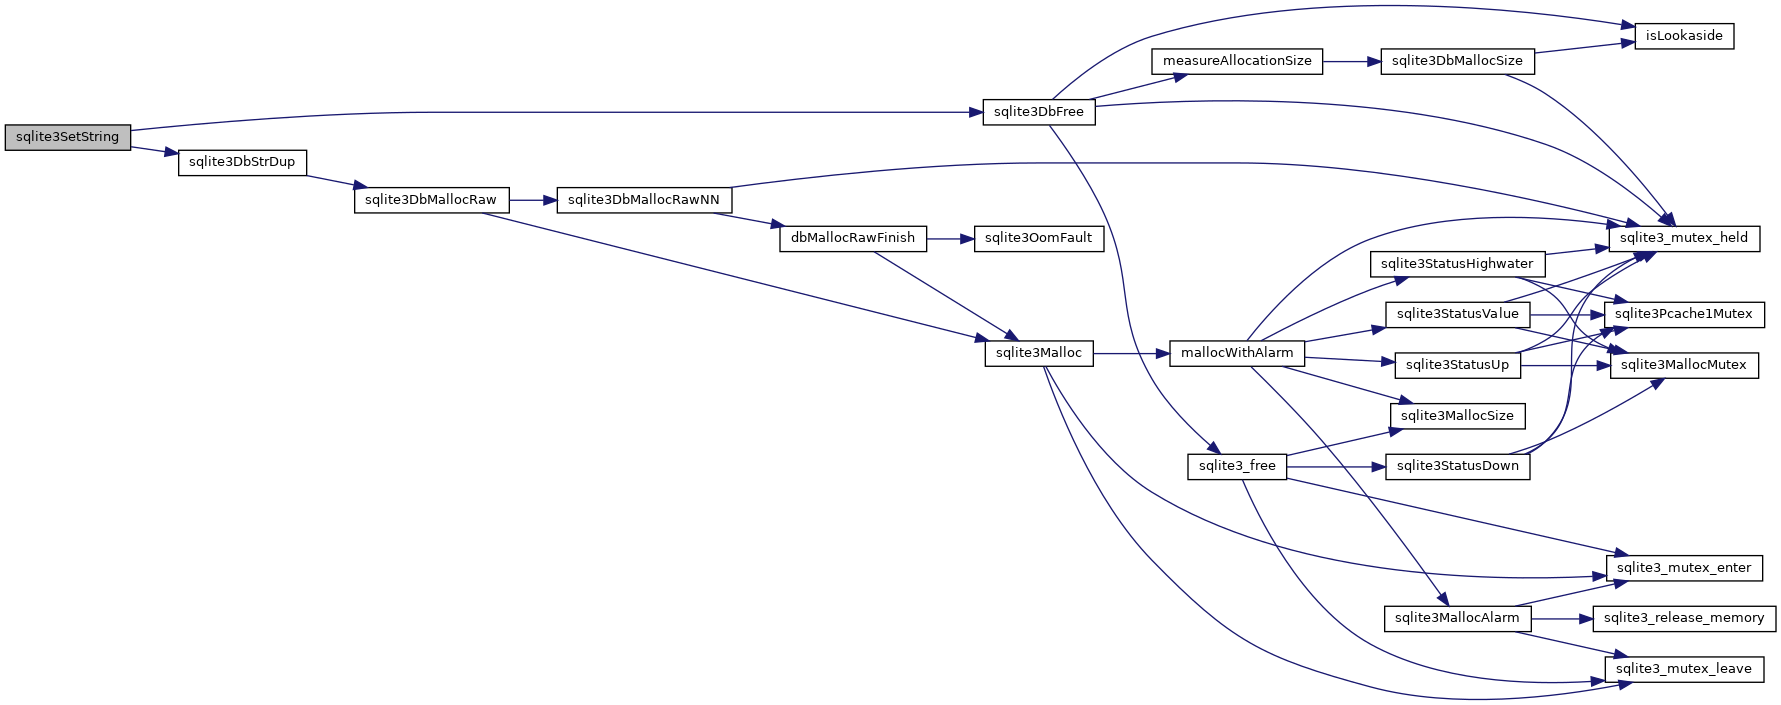 isLookaside
measureAllocationSize
sqlite3DbMallocSize
sqlite3DbFree
sqlite3SetString
sqlite3DbStrDup
sqlite3DbMallocRaw
sqlite3DbMallocRawNN
dbMallocRawFinish
sqlite3OomFault
sqlite3_mutex_held
sqlite3StatusHighwater
sqlite3StatusValue
sqlite3Pcache1Mutex
sqlite3Malloc
mallocWithAlarm
sqlite3StatusUp
sqlite3MallocMutex
sqlite3MallocSize
sqlite3_free
sqlite3StatusDown
sqlite3_mutex_enter
sqlite3MallocAlarm
sqlite3_release_memory
sqlite3_mutex_leave